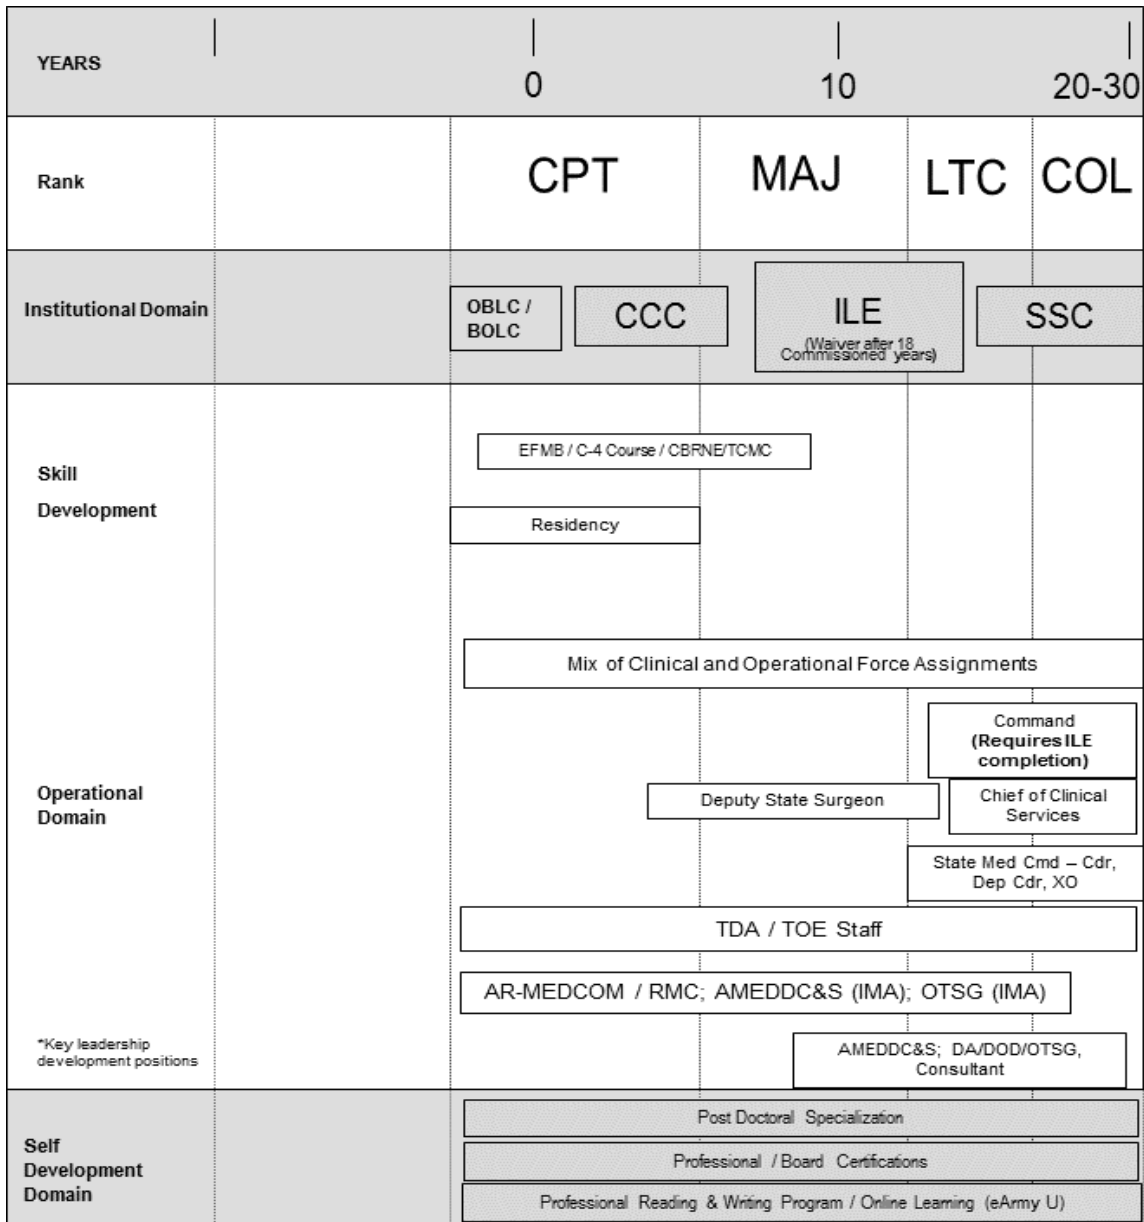 YEARS
0
10
20-30
Rank
CPT
MAJ
LTC
COL
Institutional Domain
OBLC /
BOLC
CCC
ILE
(Waiver after 18
Commissioned years)
SSC
Skill
Development
EFMB / C-4 Course / CBRNE/TCMC
Residency
Mix of Clinical and Operational Force Assignments
Command
(Requires ILE
completion)
Operational
Domain
Deputy State Surgeon
Chief of Clinical
Services
State Med Cmd – Cdr,
Dep Cdr, XO
TDA / TOE Staff
AR-MEDCOM / RMC; AMEDDC&S (IMA); OTSG (IMA)
*Key leadership
development positions
AMEDDC&S; DA/DOD/OTSG,
Consultant
Self
Development
Domain
Post Doctoral Specialization
Professional / Board Certifications
Professional Reading & Writing Program / Online Learning (eArmy U)